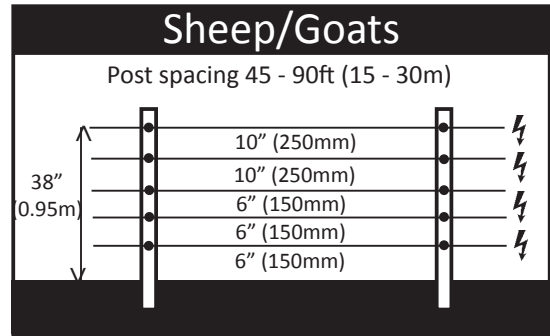 Sheep/Goats
Post spacing 45 - 90ft (15 - 30m)
10” (250mm)
10” (250mm)
38”
(0.95m)
6” (150mm)
6” (150mm)
6” (150mm)